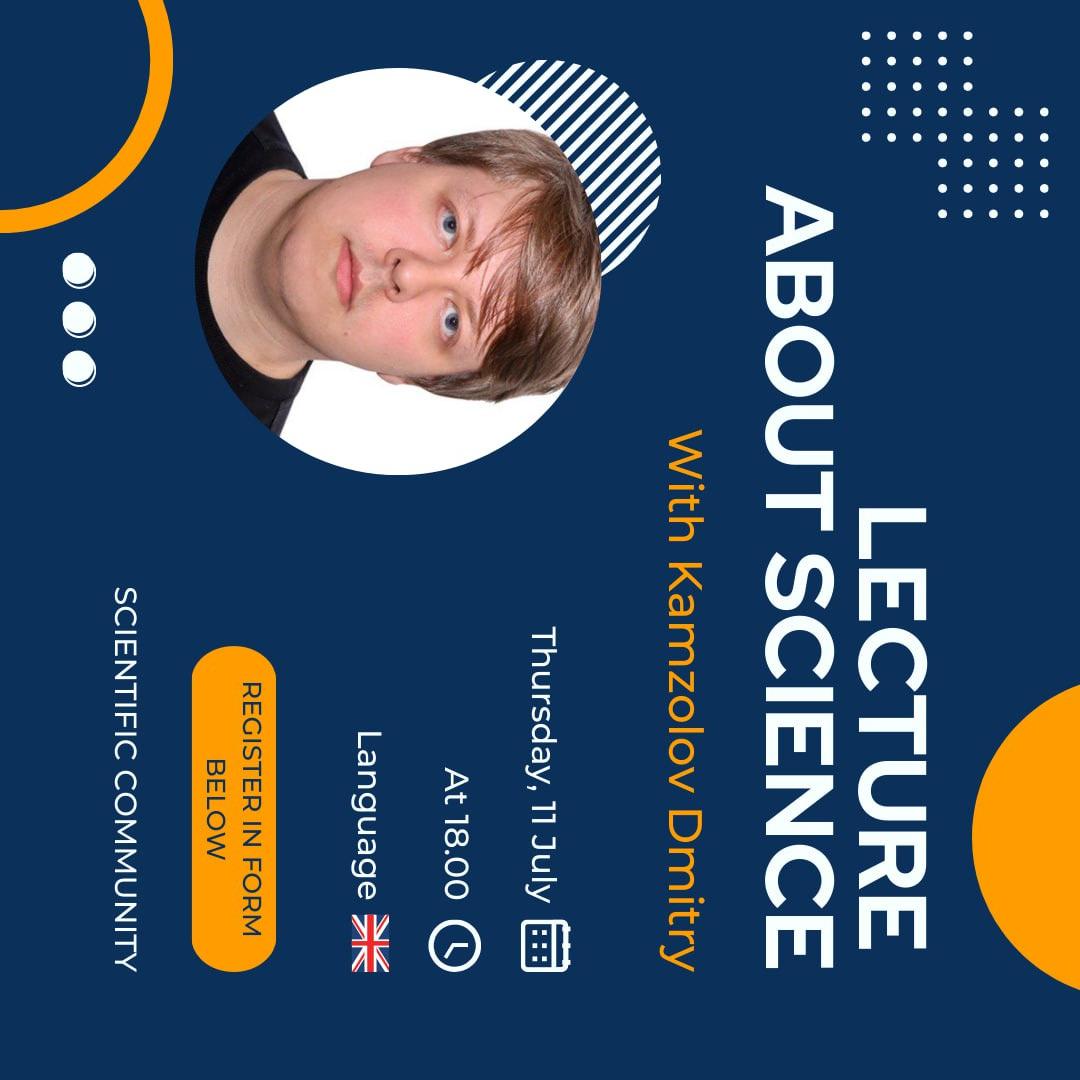 LECTURE
ABOUT SCIENCE
With Kamzolov Dmitry
Thursday, 11 July
At 18.00
Language
REGISTER IN FORM
BELOW
SCIENTIFIC COMMUNITY